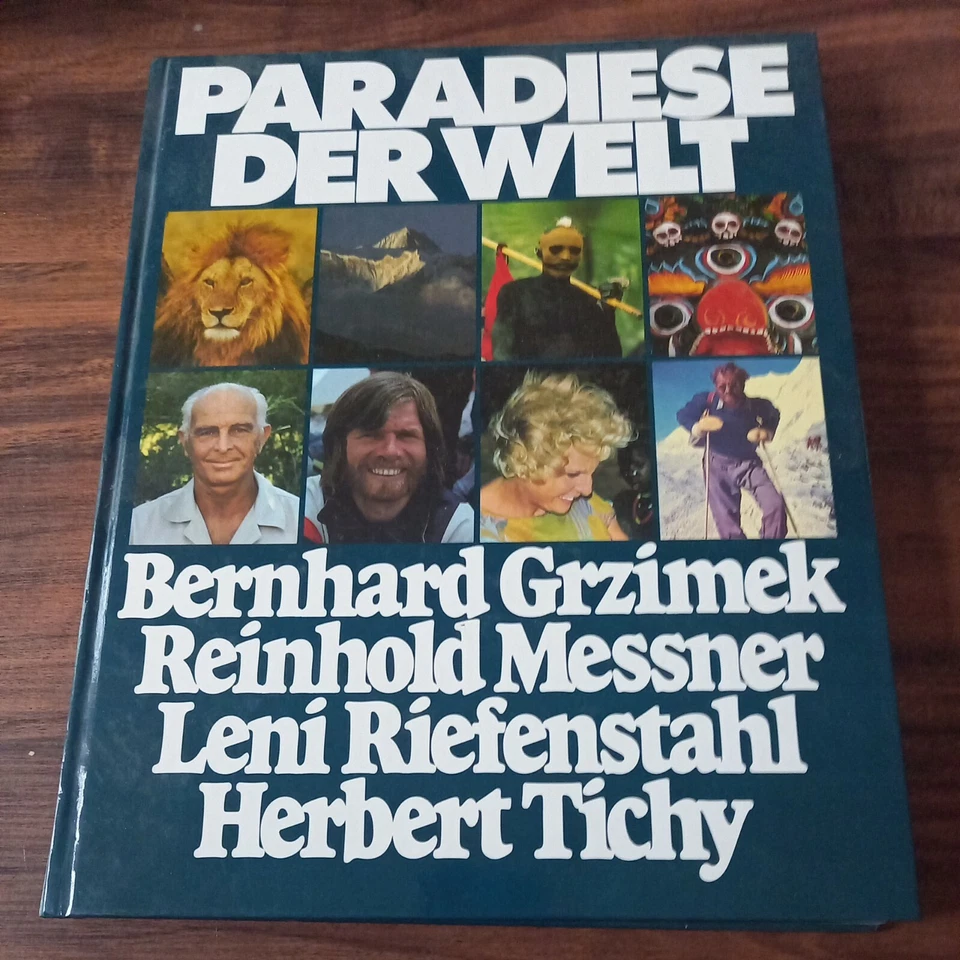 PARADIESE
DER WELT
Bernhard Grzimek
Reinhold Messner
Leni Riefenstahl
Herbert Tichy